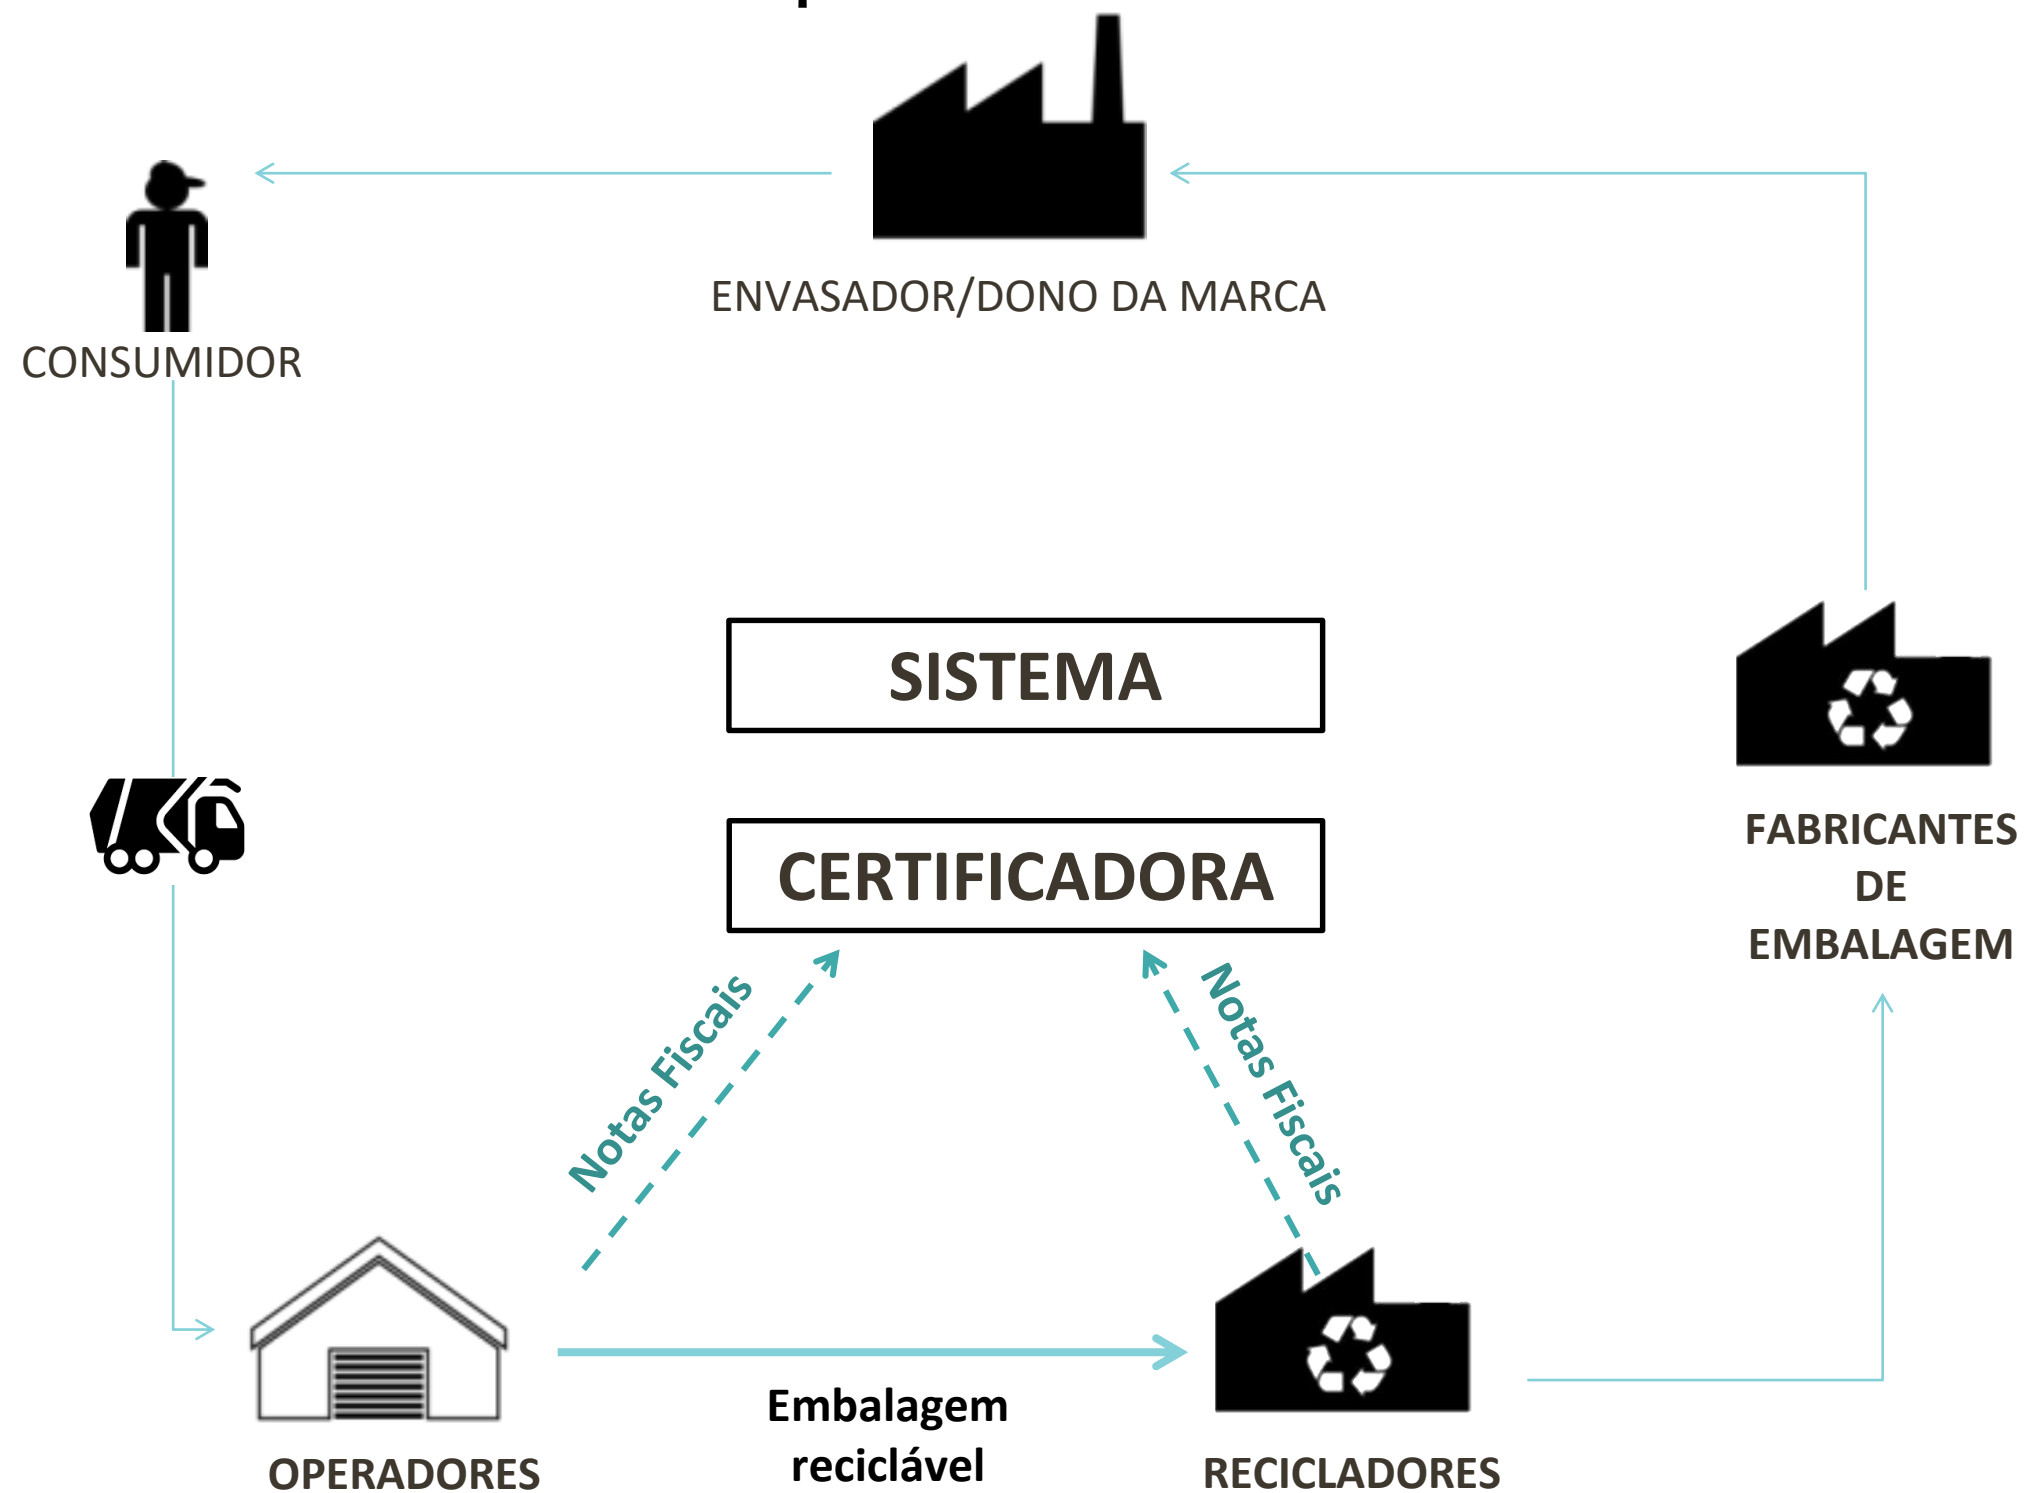 ENVASADOR/DONO DA MARCA
CONSUMIDOR
SISTEMA
CERTIFICADORA
FABRICANTES
DE
EMBALAGEM
Notas Fiscais
Notas Fiscais
Embalagem
reciclável
OPERADORES
RECICLADORES